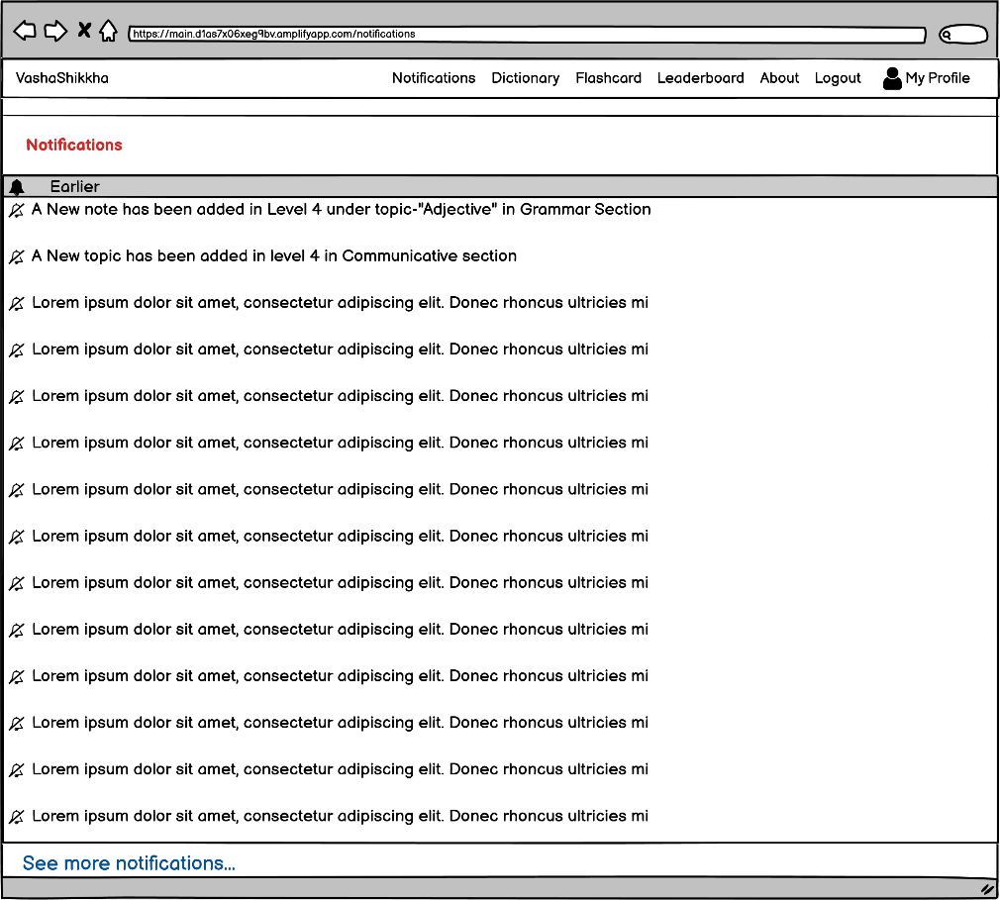 https://main.d1as7x06xeg9bv.amplifyapp.com/notifications
VashaShikkha Notifications Dictionary Flashcard Leaderboard About Logout My Profile
Notifications
Earlier
A New note has been added in Level 4 under topic-"Adjective" in Grammar Section
A New topic has been added in level 4 in Communicative section
Lorem ipsum dolor sit amet, consectetur adipiscing elit. Donec rhoncus ultricies mi
Lorem ipsum dolor sit amet, consectetur adipiscing elit. Donec rhoncus ultricies mi
Lorem ipsum dolor sit amet, consectetur adipiscing elit. Donec rhoncus ultricies mi
Lorem ipsum dolor sit amet, consectetur adipiscing elit. Donec rhoncus ultricies mi
Lorem ipsum dolor sit amet, consectetur adipiscing elit. Donec rhoncus ultricies mi
Lorem ipsum dolor sit amet, consectetur adipiscing elit. Donec rhoncus ultricies mi
Lorem ipsum dolor sit amet, consectetur adipiscing elit. Donec rhoncus ultricies mi
Lorem ipsum dolor sit amet, consectetur adipiscing elit. Donec rhoncus ultricies mi
Lorem ipsum dolor sit amet, consectetur adipiscing elit. Donec rhoncus ultricies mi
Lorem ipsum dolor sit amet, consectetur adipiscing elit. Donec rhoncus ultricies mi
Lorem ipsum dolor sit amet, consectetur adipiscing elit. Donec rhoncus ultricies mi
Lorem ipsum dolor sit amet, consectetur adipiscing elit. Donec rhoncus ultricies mi
See more notifications...